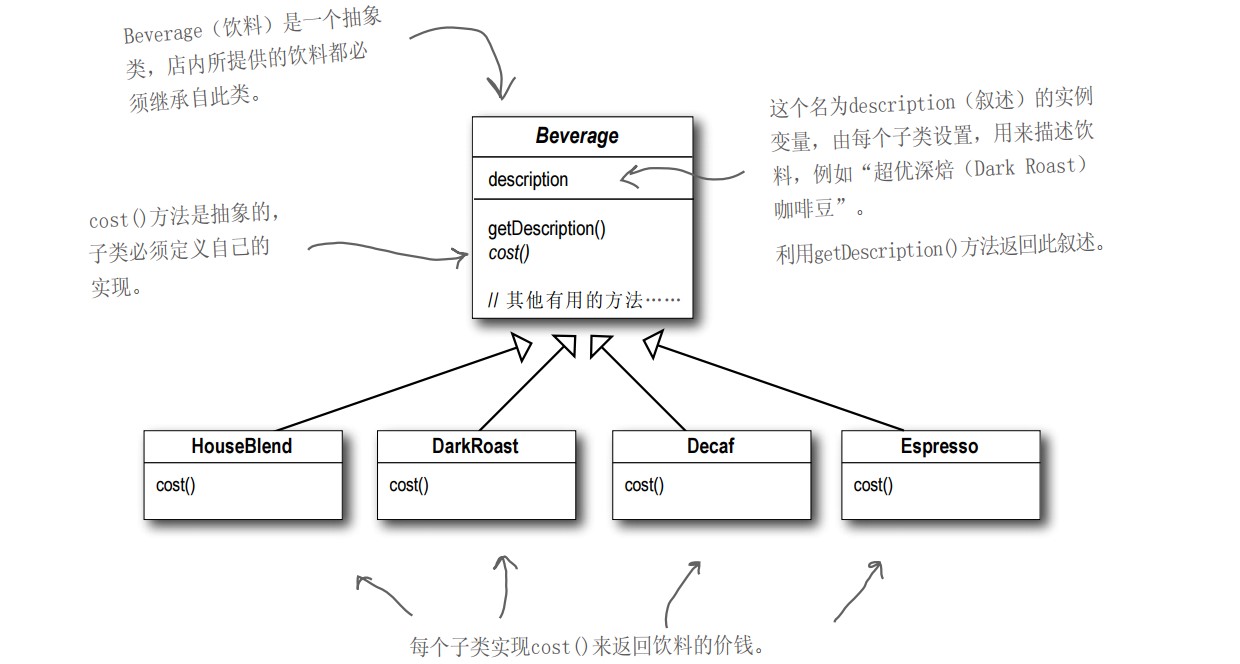 Beverage（饮料）是一个抽象
类，店内所提供的饮料都必
须继承自此类。
这个名为description（叙述）的实例
变量，由每个子类设置，用来描述饮
料，例如“超优深焙（Dark Roast）
咖啡豆”。
利用getDescription()方法返回此叙述。
cost()方法是抽象的，
子类必须定义自己的
实现。
Beverage
description
getDescription()
cost()
// 其他有用的方法……
HouseBlend
cost()
DarkRoast
cost()
Decaf
cost()
Espresso
cost()
每个子类实现cost()来返回饮料的价钱。